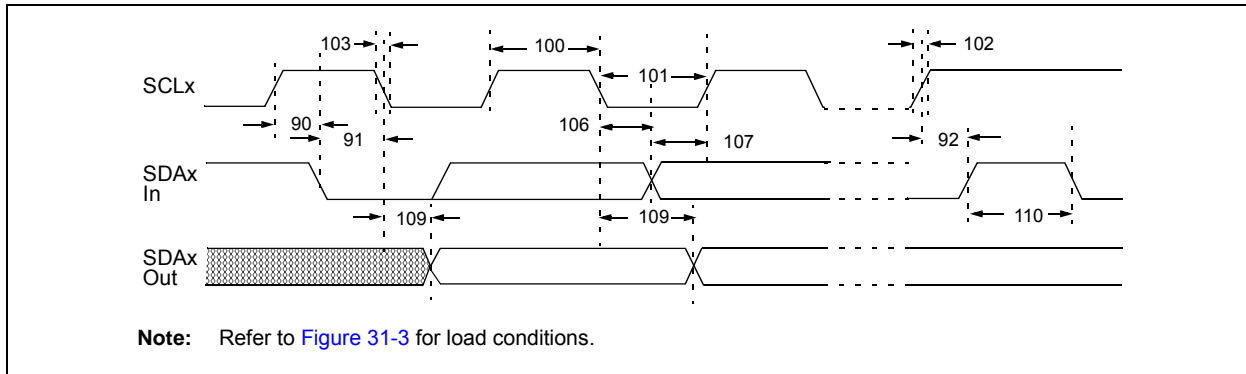 103
100
102
101
SCLx
90
106
91
107
92
SDAx
In
109
109
110
SDAx
Out
Note: Refer to Figure 31-3 for load conditions.